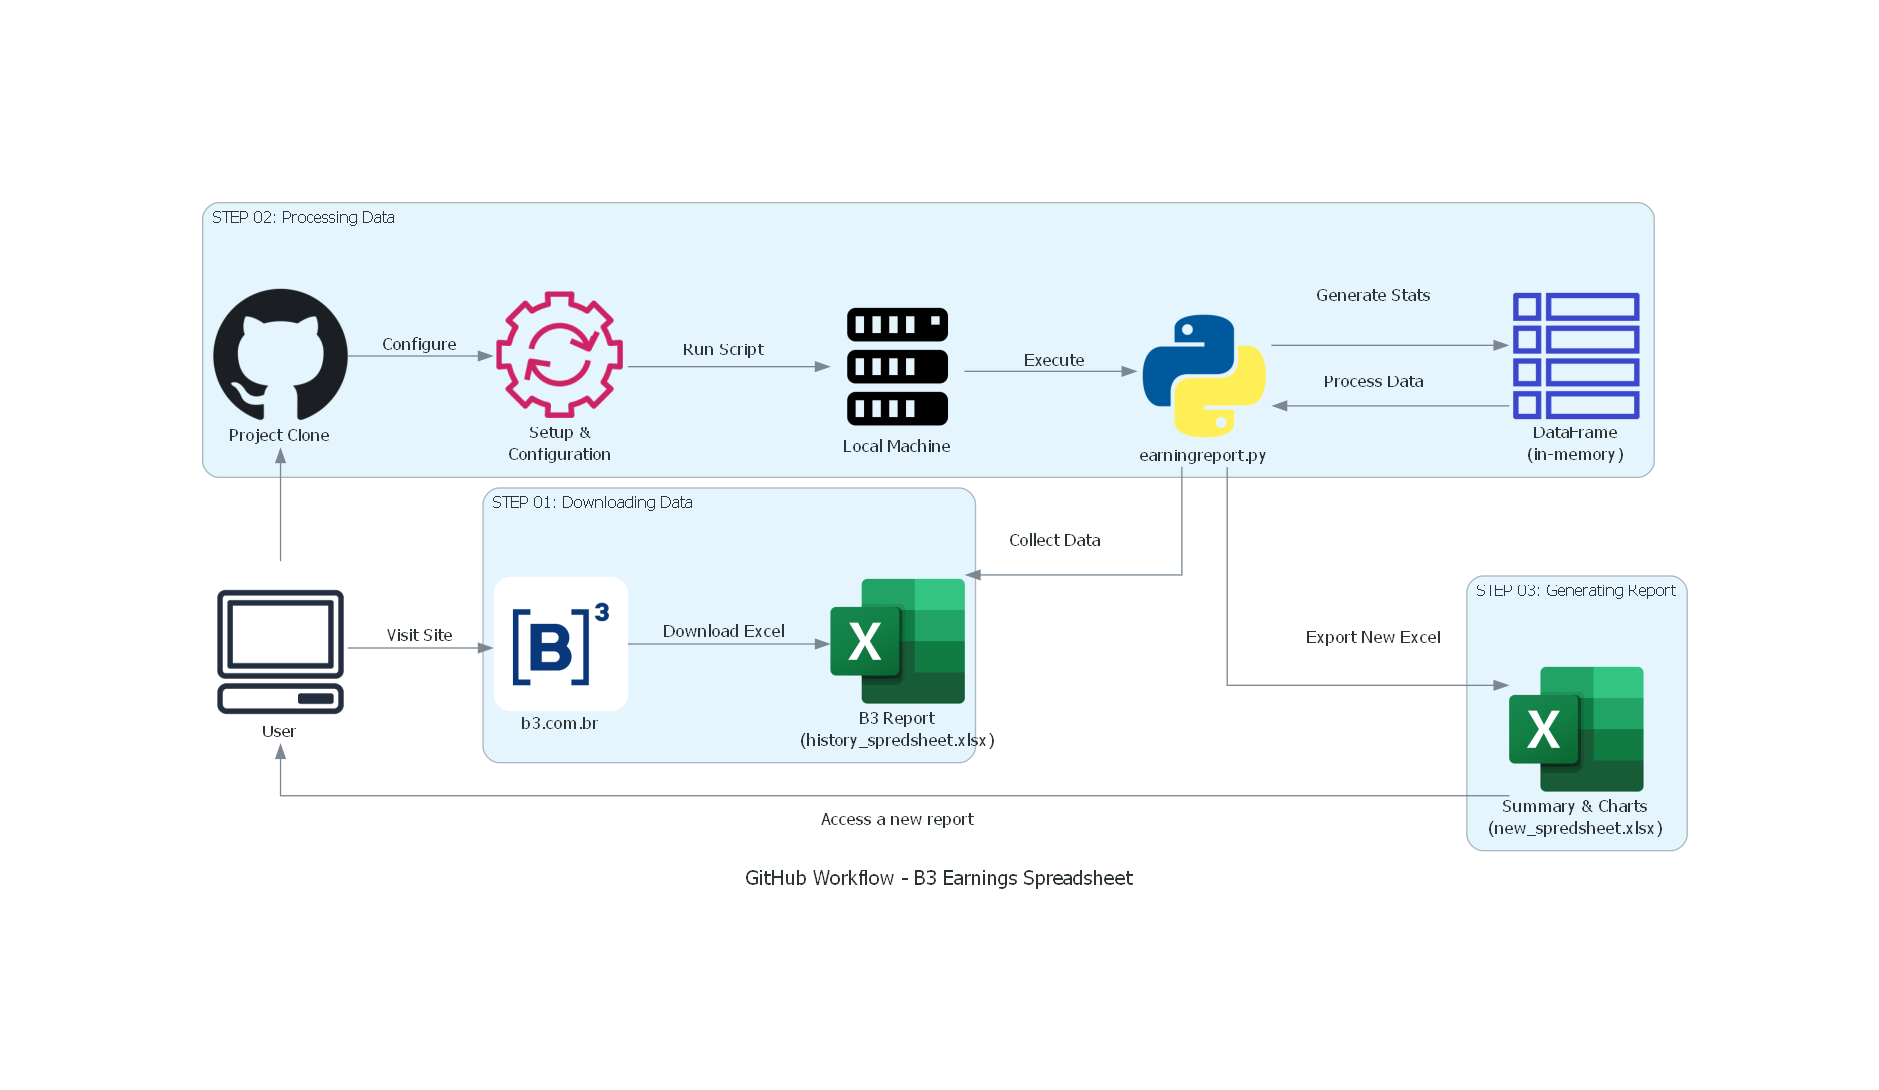 STEP 02: Processing Data
Generate Stats
Configure
Run Script
Execute
Process Data
Project Clone
Setup &
Configuration
Local Machine
earningreport.py
DataFrame
(in-memory)
STEP 01: Downloading Data
Collect Data
STEP 03: Generating Report
[B]³
Visit Site
Download Excel
Export New Excel
X
X
User
b3.com.br
B3 Report
(history_spredsheet.xlsx)
Summary & Charts
(new_spredsheet.xlsx)
Access a new report
GitHub Workflow - B3 Earnings Spreadsheet